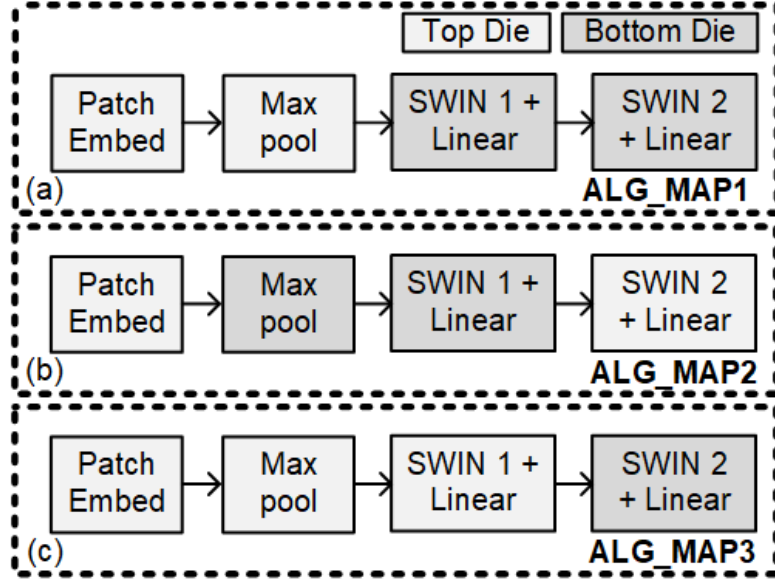 Top Die
Bottom Die
Patch
Embed
Max
pool
SWIN 1 +
Linear
SWIN 2
+ Linear
(a)
ALG_MAP1
Patch
Embed
Max
pool
SWIN 1 +
Linear
SWIN 2
+ Linear
(b)
ALG_MAP2
Patch
Embed
Max
pool
SWIN 1 +
Linear
SWIN 2
+ Linear
(c)
ALG_MAP3